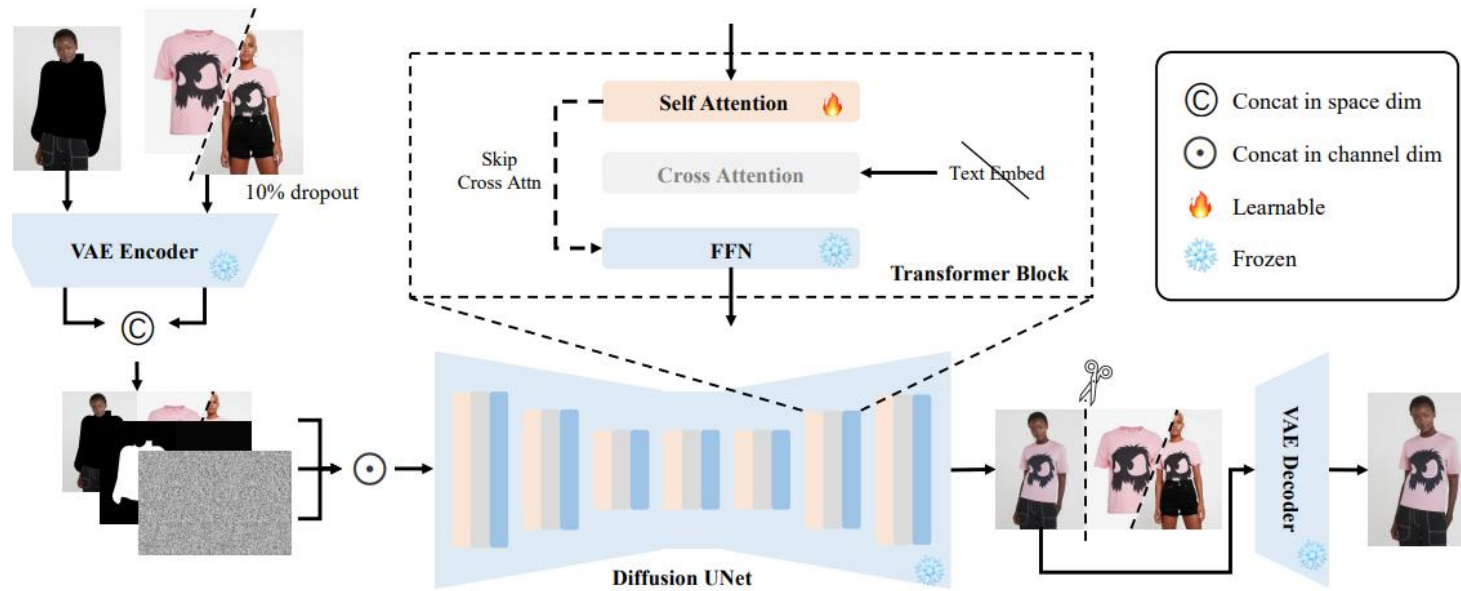 10% dropout
VAE Encoder
©
Self Attention
Skip
Cross Attn
Cross Attention
Text Embed
FFN
Transformer Block
© Concat in space dim
⊙ Concat in channel dim
Learnable
Frozen
⊙
Diffusion UNet
VAE Decoder